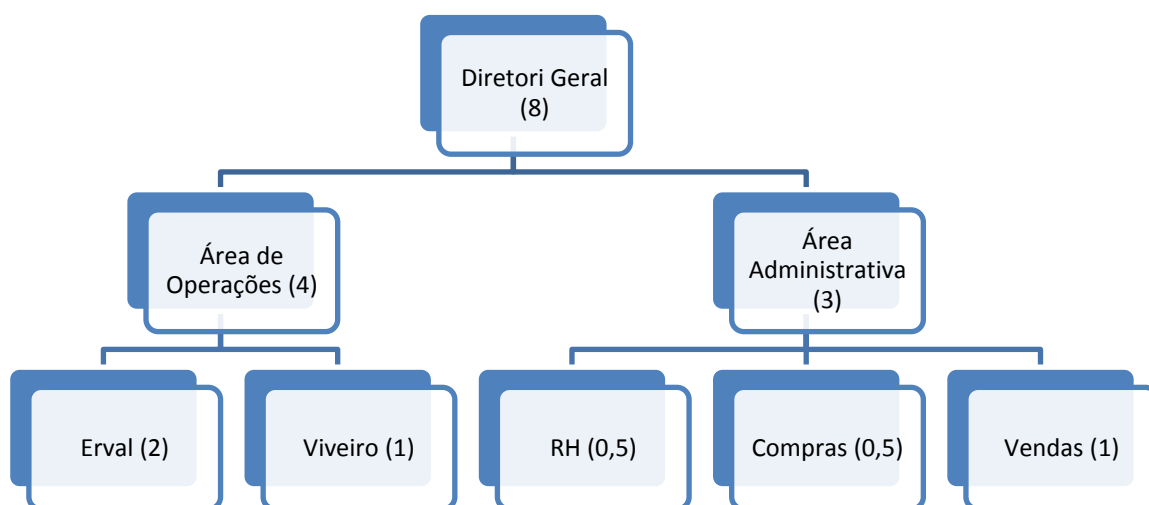 Diretori Geral
(8)
Área de
Operações (4)
Área
Administrativa
(3)
Erval (2)
Viveiro (1)
RH (0,5)
Compras (0,5)
Vendas (1)